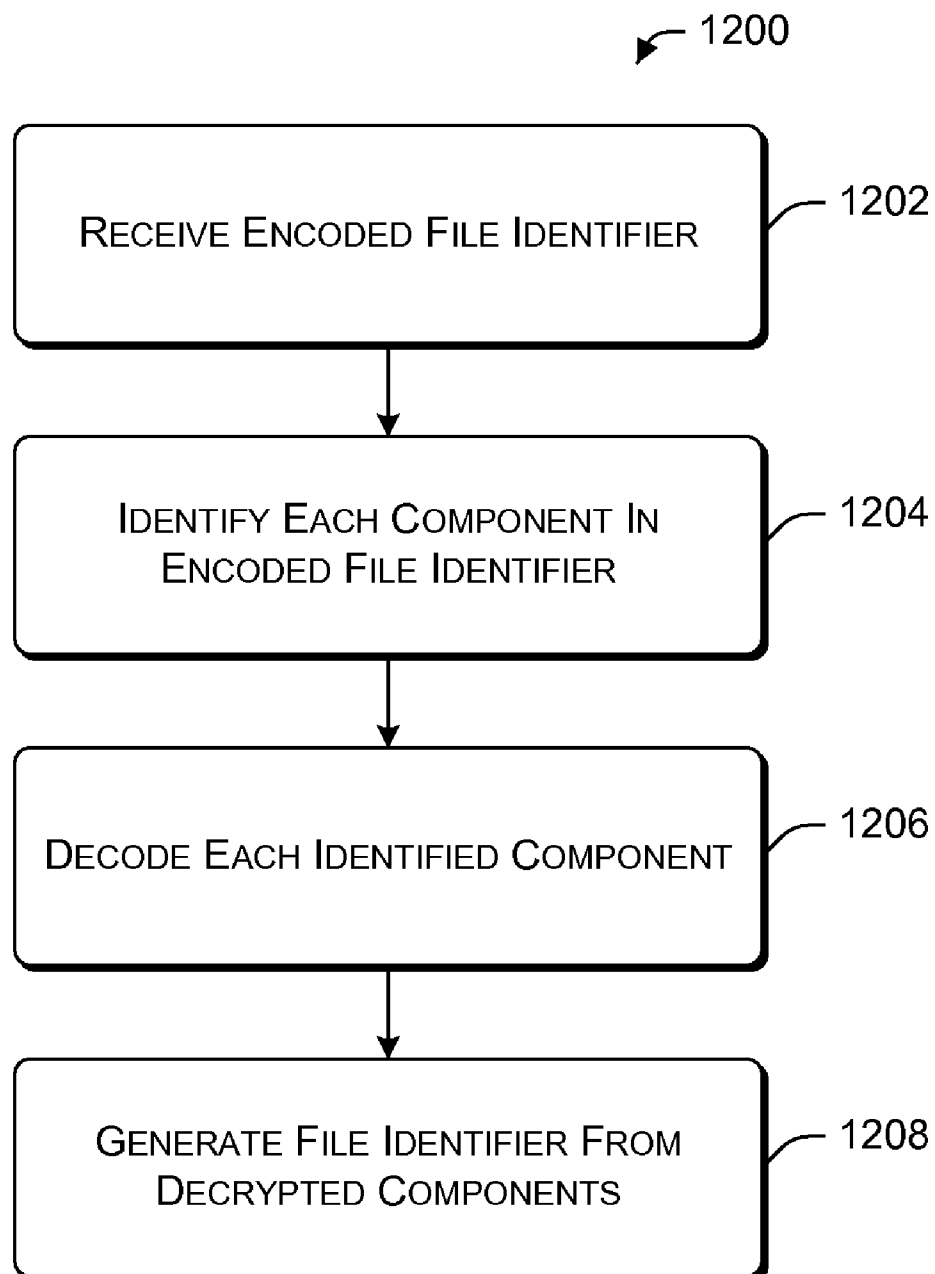 1200
RECEIVE ENCODED FILE IDENTIFIER
1202
IDENTIFY EACH COMPONENT IN
ENCODED FILE IDENTIFIER
1204
DECODE EACH IDENTIFIED COMPONENT
1206
GENERATE FILE IDENTIFIER FROM
DECRYPTED COMPONENTS
1208